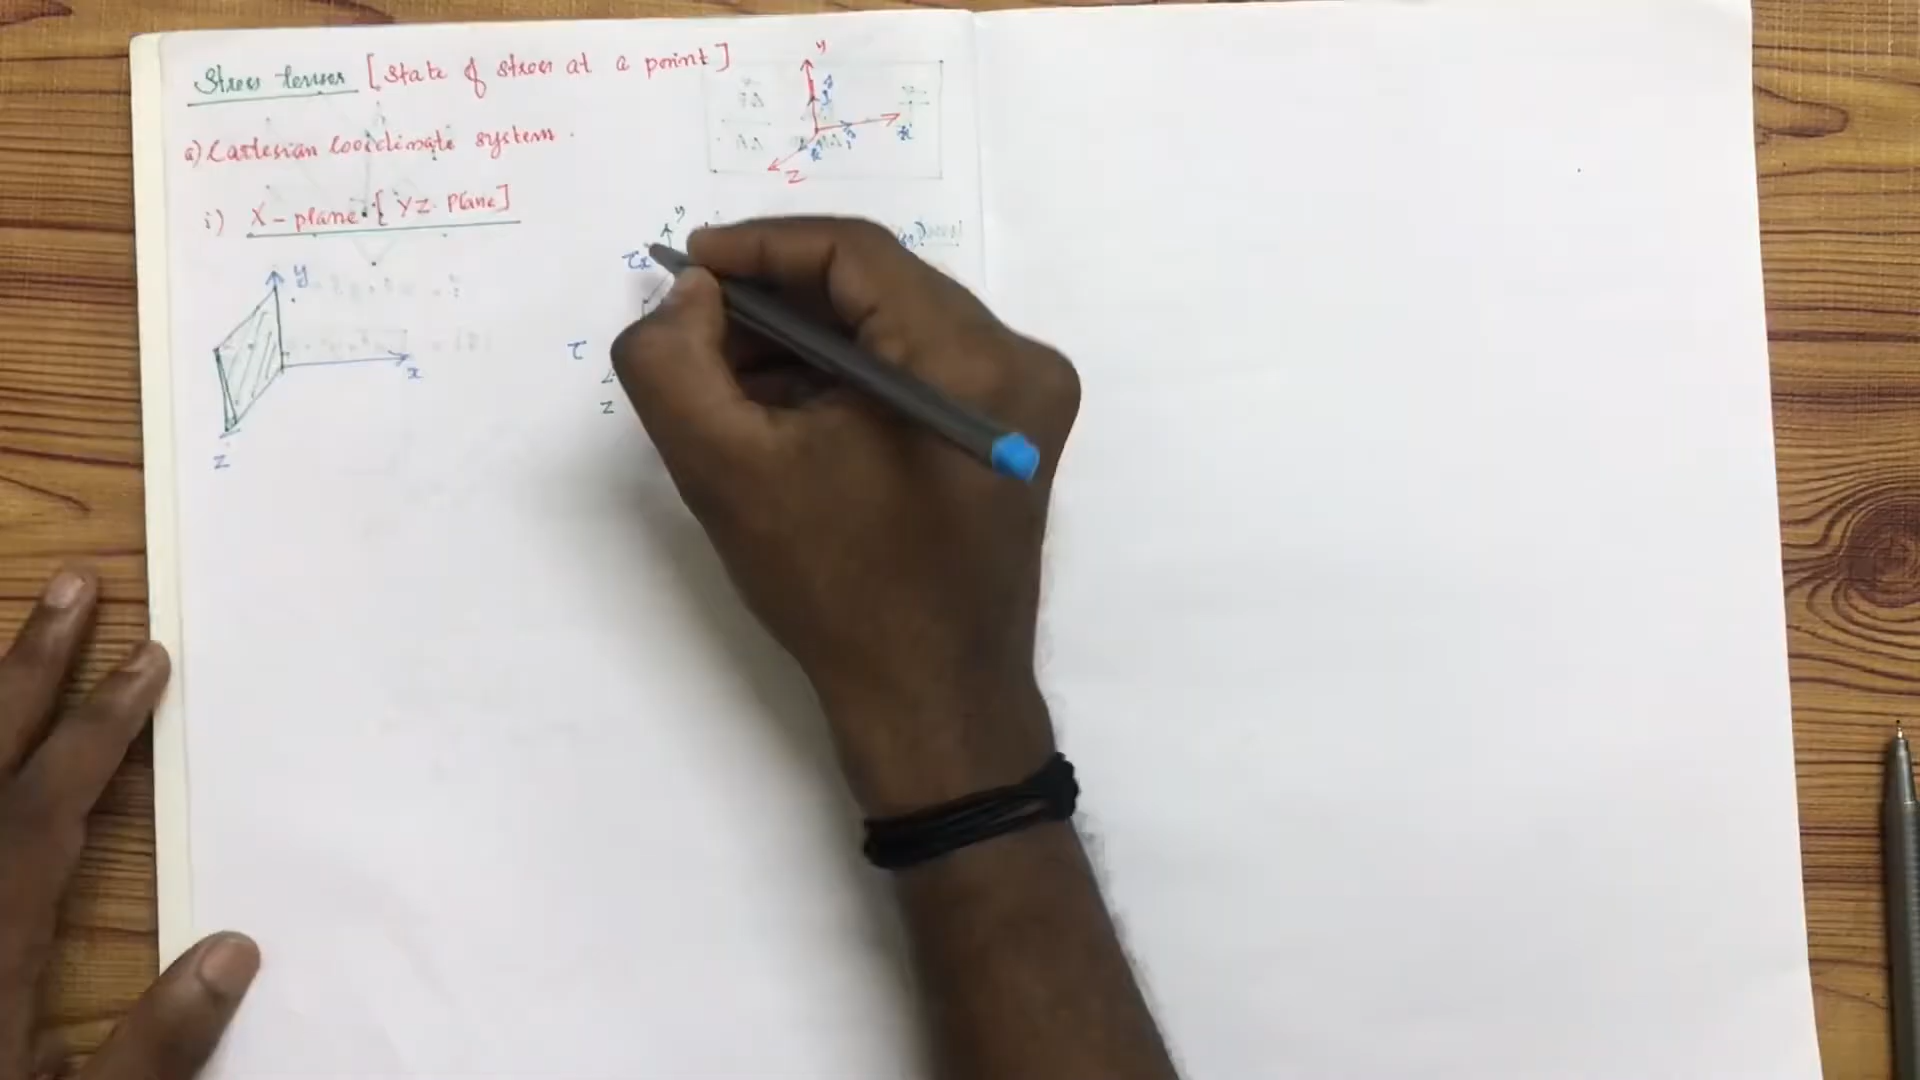 Stress tensor [State of stress at a point]
y
x
z
a) Cartesian Coordinate system.
i) X-plane [YZ Plane]
y
x
z
y
τx
τ
z